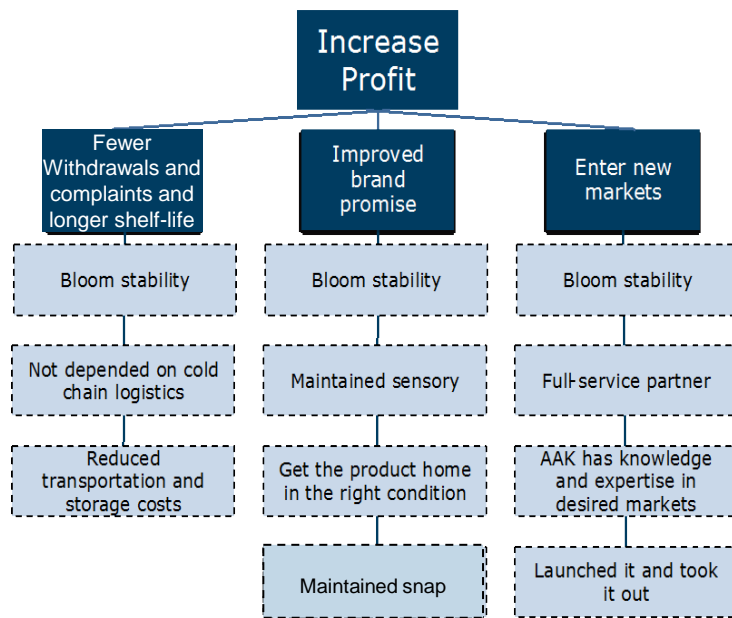 Increase
Profit
Fewer
Withdrawals and
complaints and
longer shelf-life
Improved
brand
promise
Enter new
markets
Bloom stability
Bloom stability
Bloom stability
Not depended on cold
chain logistics
Maintained sensory
Full-service partner
Reduced
transportation and
storage costs
Get the product home
in the right condition
AAK has knowledge
and expertise in
desired markets
Maintained snap
Launched it and took
it out